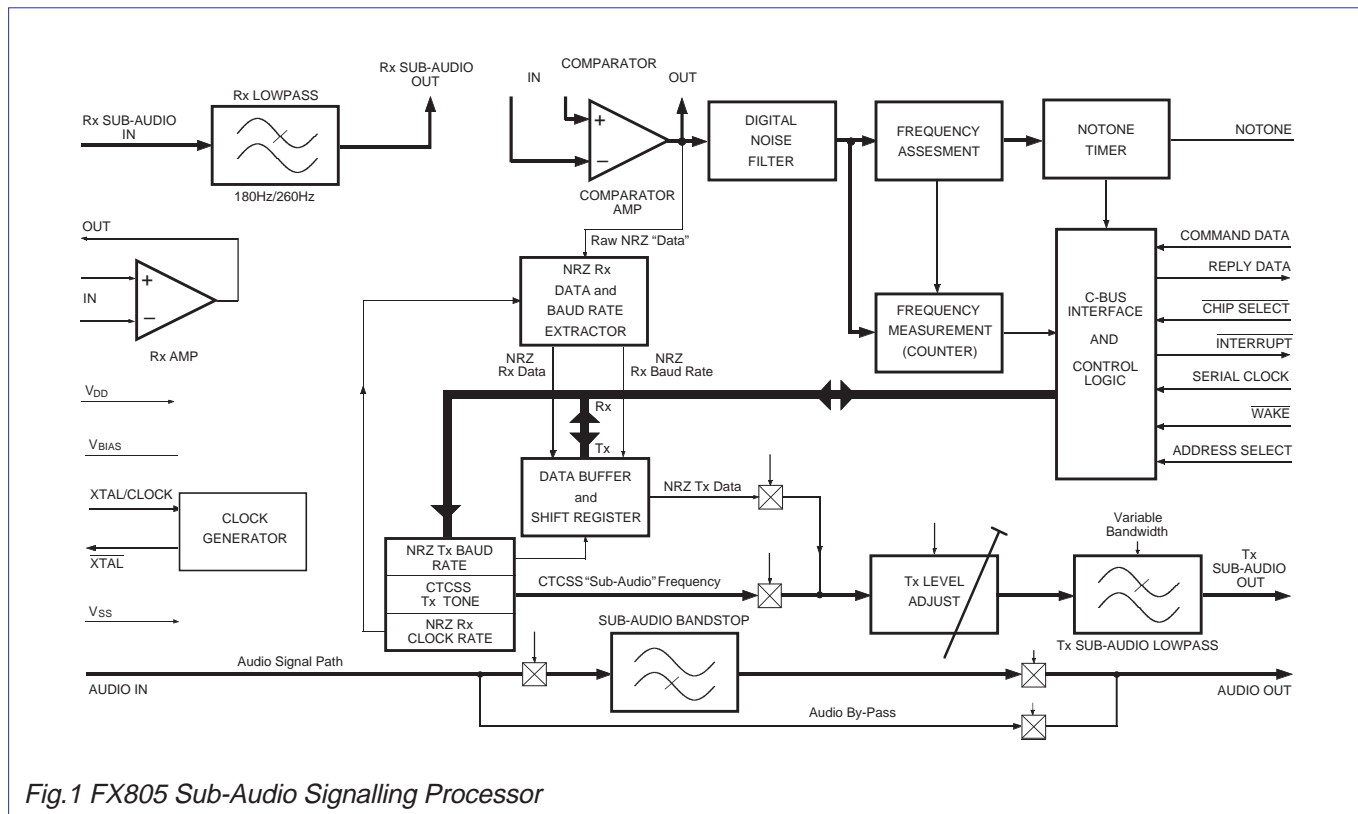 Rx SUB-AUDIO
OUT
COMPARATOR
IN
OUT
Rx LOWPASS
Rx SUB-AUDIO
IN
180Hz/260Hz
+
−
COMPARATOR
AMP
DIGITAL
NOISE
FILTER
FREQUENCY
ASSESMENT
NOTONE
TIMER
NOTONE
OUT
+
IN
−
Rx AMP
Raw NRZ “Data”
NRZ Rx
DATA and
BAUD RATE
EXTRACTOR
FREQUENCY
MEASUREMENT
(COUNTER)
C-BUS
INTERFACE
AND
CONTROL
LOGIC
COMMAND DATA
REPLY DATA
CHIP SELECT
INTERRUPT
SERIAL CLOCK
WAKE
ADDRESS SELECT
NRZ
Rx Data
NRZ
Rx Baud Rate
Rx
Tx
VDD
VBIAS
XTAL/CLOCK
XTAL
CLOCK
GENERATOR
VSS
DATA BUFFER
and
SHIFT REGISTER
NRZ Tx Data
NRZ Tx BAUD
RATE
CTCSS
Tx TONE
NRZ Rx
CLOCK RATE
CTCSS “Sub-Audio” Frequency
Tx LEVEL
ADJUST
Variable
Bandwidth
Tx
SUB-AUDIO
OUT
Tx SUB-AUDIO LOWPASS
SUB-AUDIO BANDSTOP
Audio Signal Path
AUDIO IN
AUDIO OUT
Audio By-Pass
Fig.1 FX805 Sub-Audio Signalling Processor